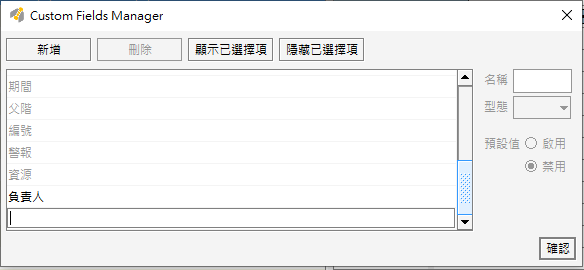 Custom Fields Manager
新增
刪除
顯示已選擇項
隱藏已選擇項
期間
父階
編號
警報
資源
負責人
名稱
型態
預設值
啟用
禁用
確認